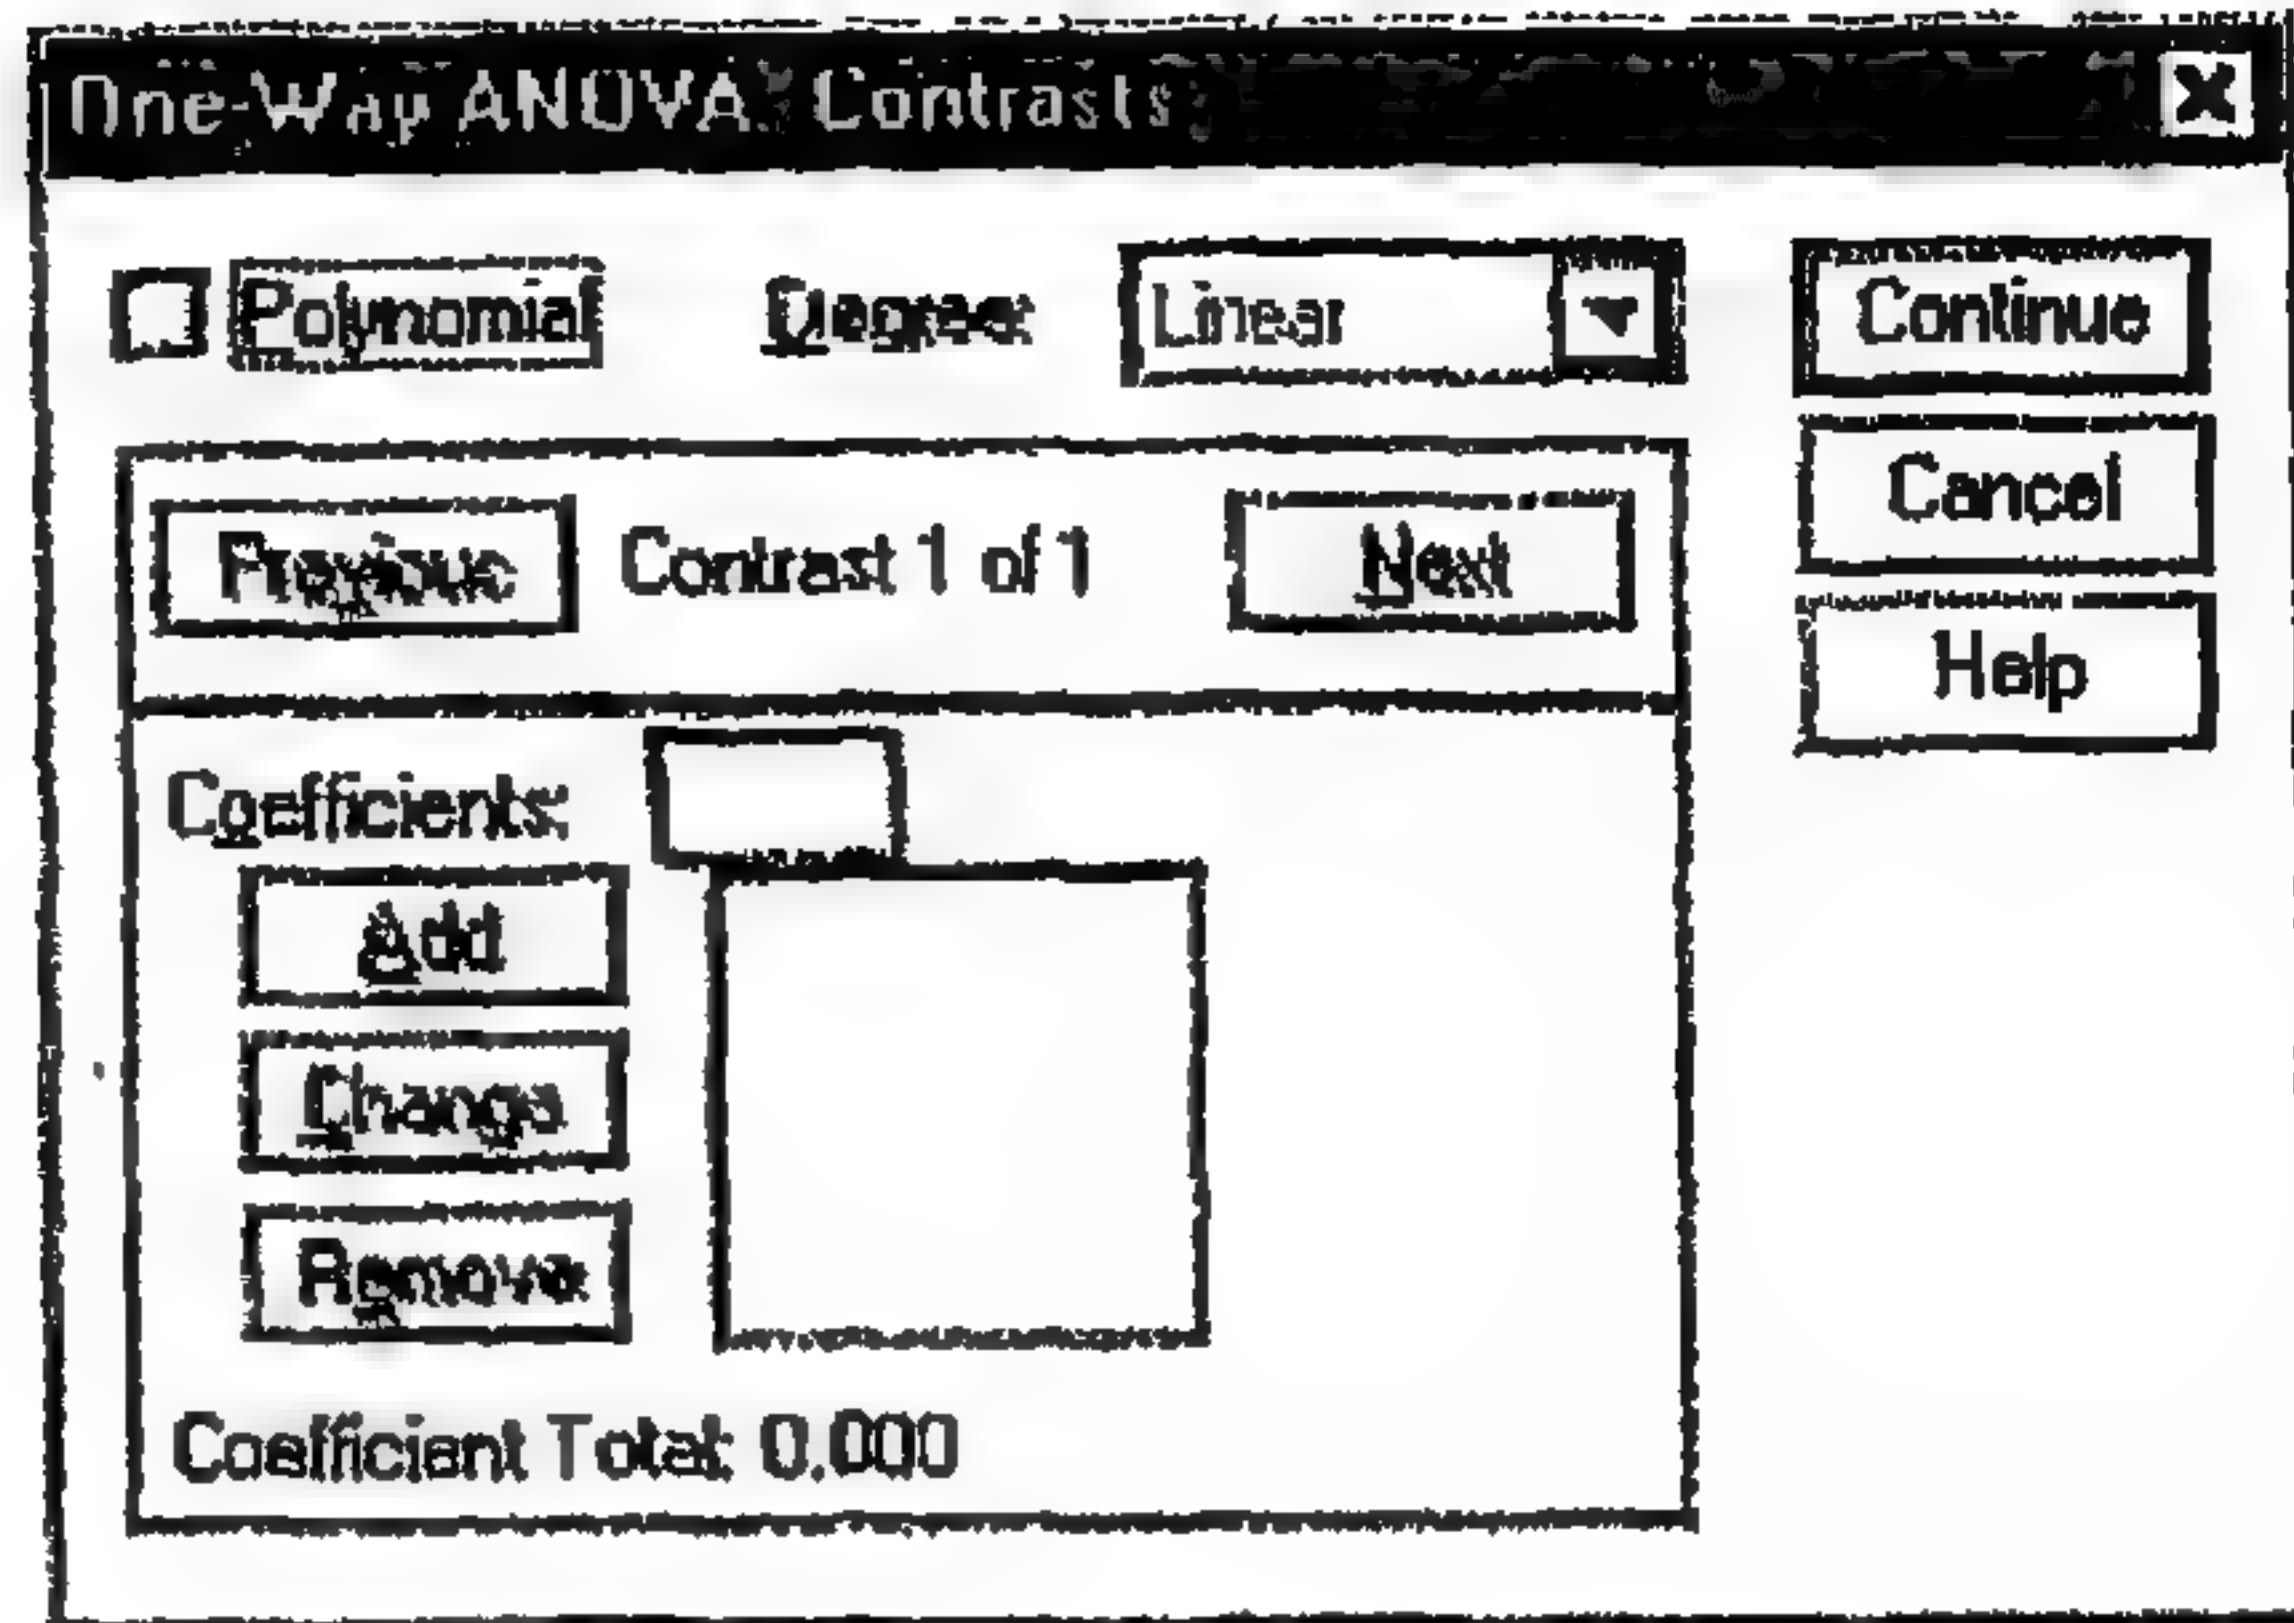 One-Way ANOVA: Contrasts
Polynomial Degree: Linear Continue
Cancel
Previous Contrast 1 of 1 Next
Help
Coefficients:
Add
Change
Remove
Coefficient Total: 0.000